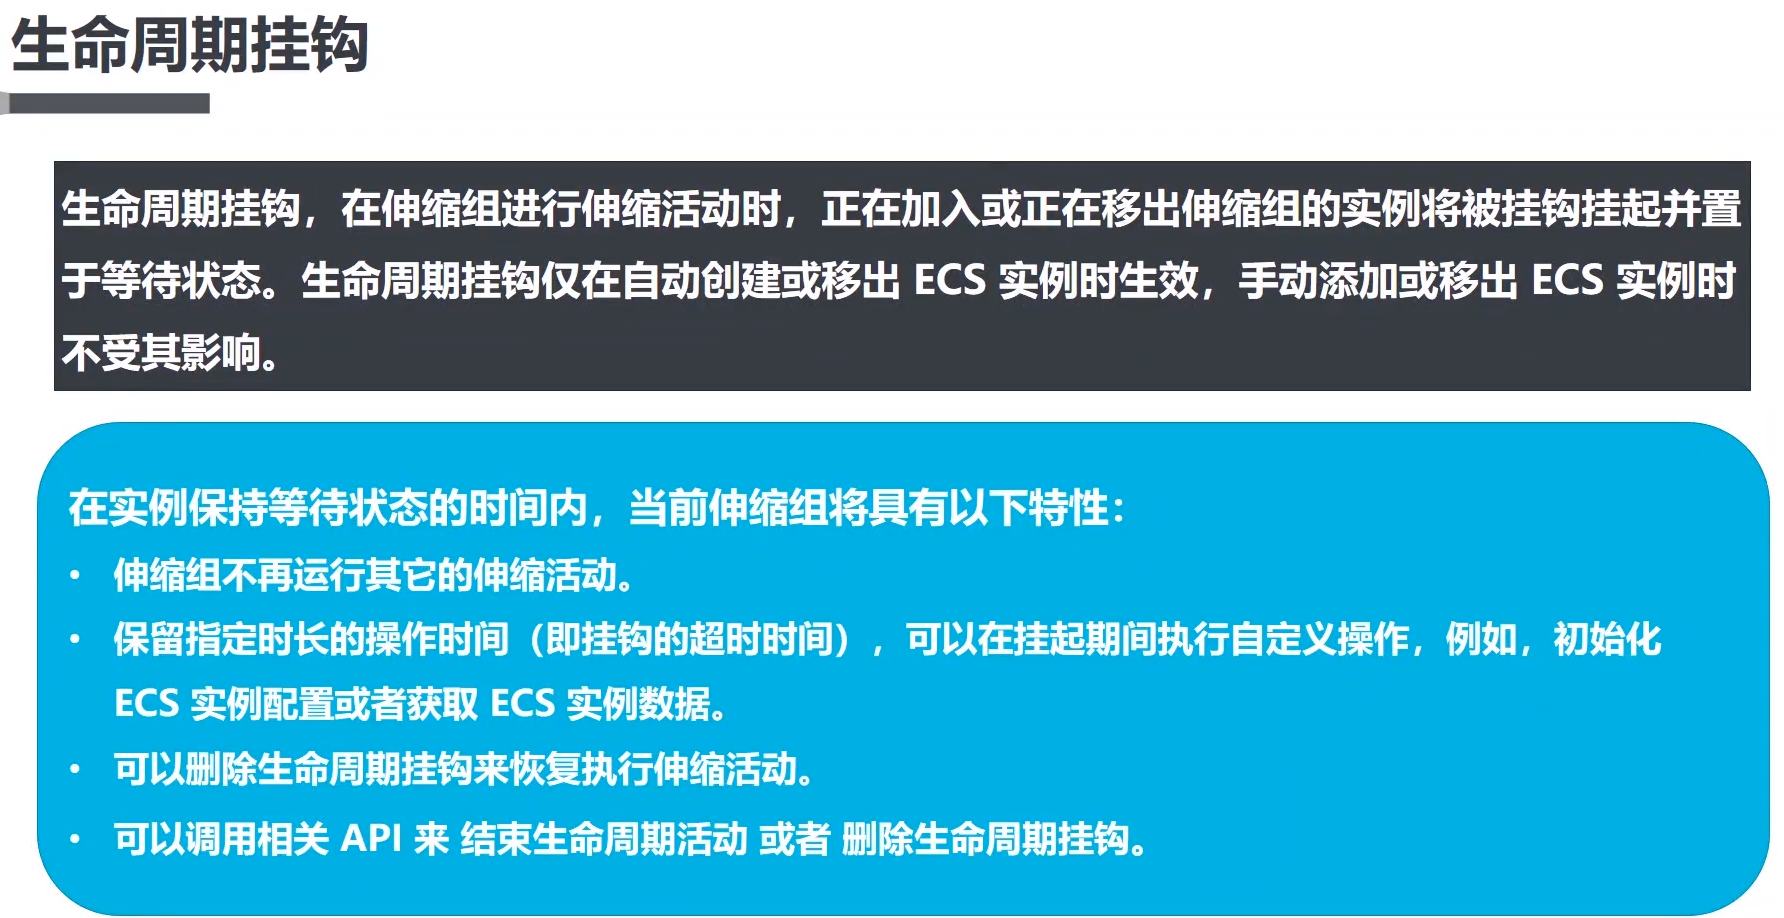 生命周期挂钩
生命周期挂钩，在伸缩组进行伸缩活动时，正在加入或正在移出伸缩组的实例将被挂钩挂起并置
于等待状态。生命周期挂钩仅在自动创建或移出 ECS 实例时生效，手动添加或移出 ECS 实例时
不受其影响。
在实例保持等待状态的时间内，当前伸缩组将具有以下特性：
• 伸缩组不再运行其它的伸缩活动。
• 保留指定时长的操作时间（即挂钩的超时时间），可以在挂起期间执行自定义操作，例如，初始化
ECS 实例配置或者获取 ECS 实例数据。
• 可以删除生命周期挂钩来恢复执行伸缩活动。
• 可以调用相关 API 来 结束生命周期活动 或者 删除生命周期挂钩。